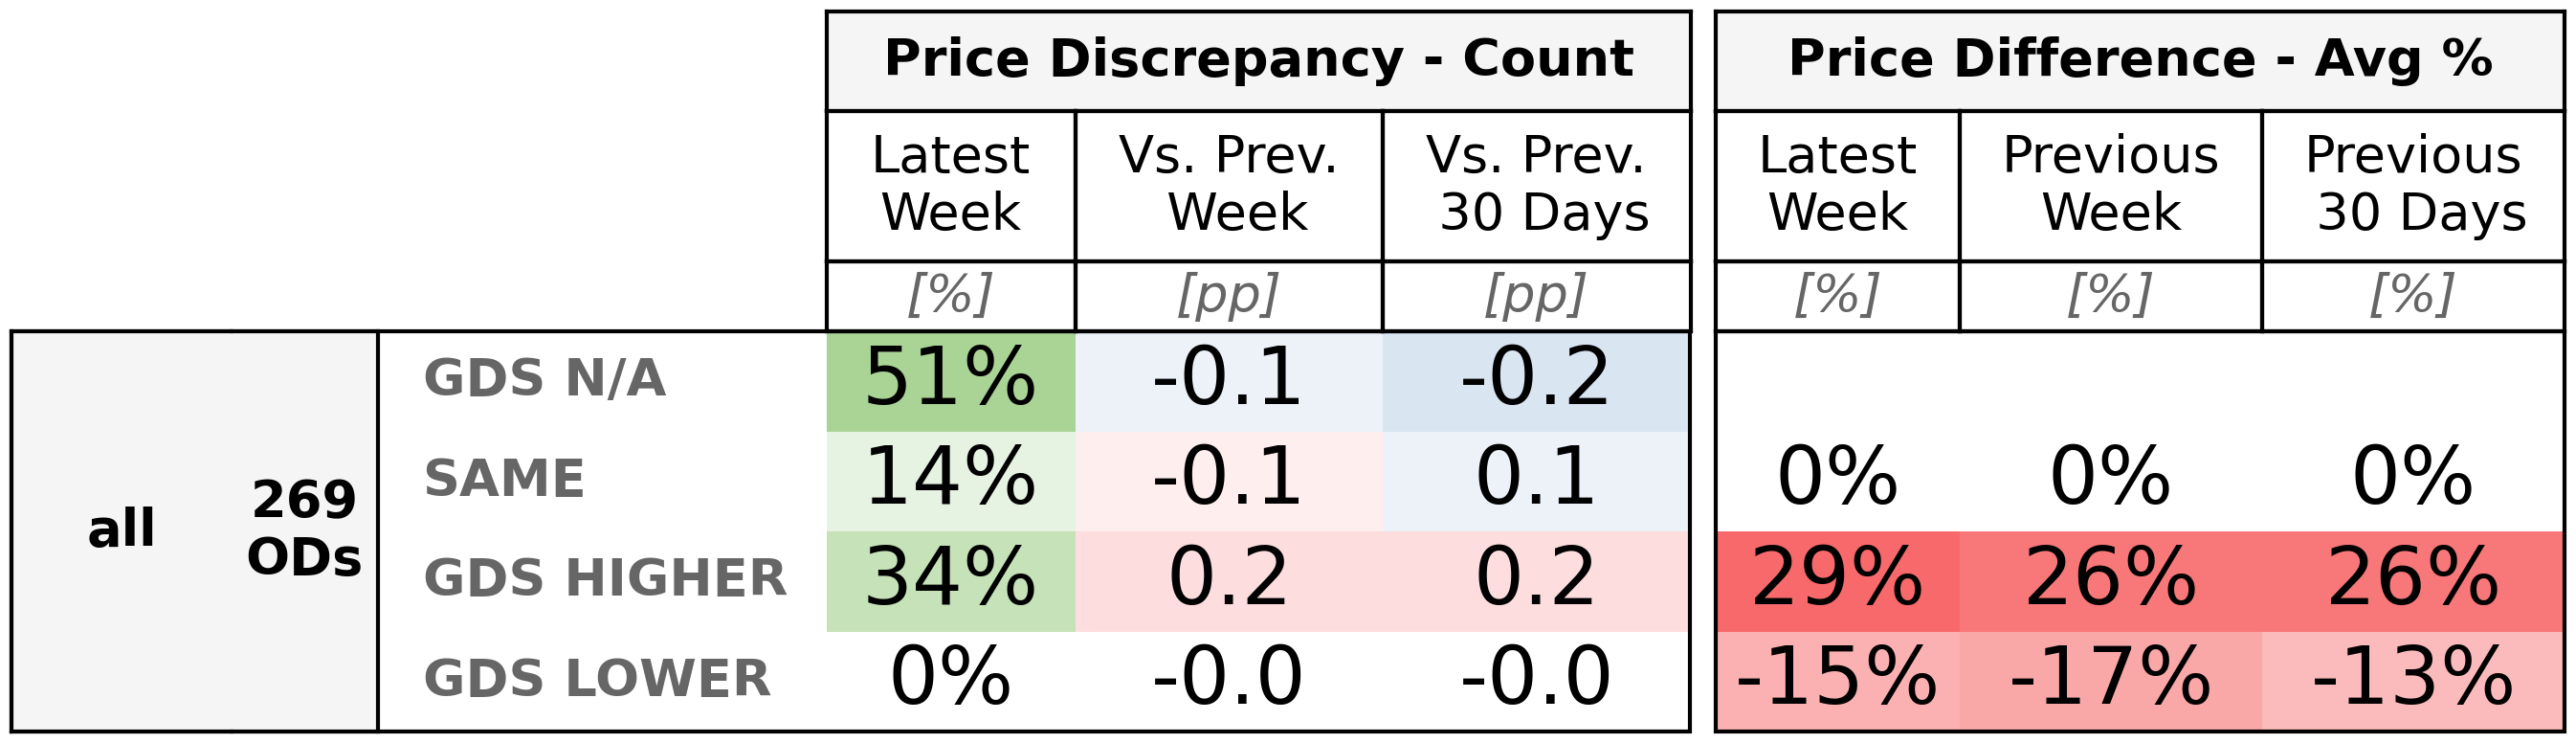 Price Discrepancy - Count Price Difference - Avg %
Latest Week Vs. Prev. Week Vs. Prev. 30 Days Latest Week Previous Week Previous 30 Days
[%] [pp] [pp] [%] [%] [%]
all 269 ODs
GDS N/A 51% -0.1 -0.2
SAME 14% -0.1 0.1 0% 0% 0%
GDS HIGHER 34% 0.2 0.2 29% 26% 26%
GDS LOWER 0% -0.0 -0.0 -15% -17% -13%